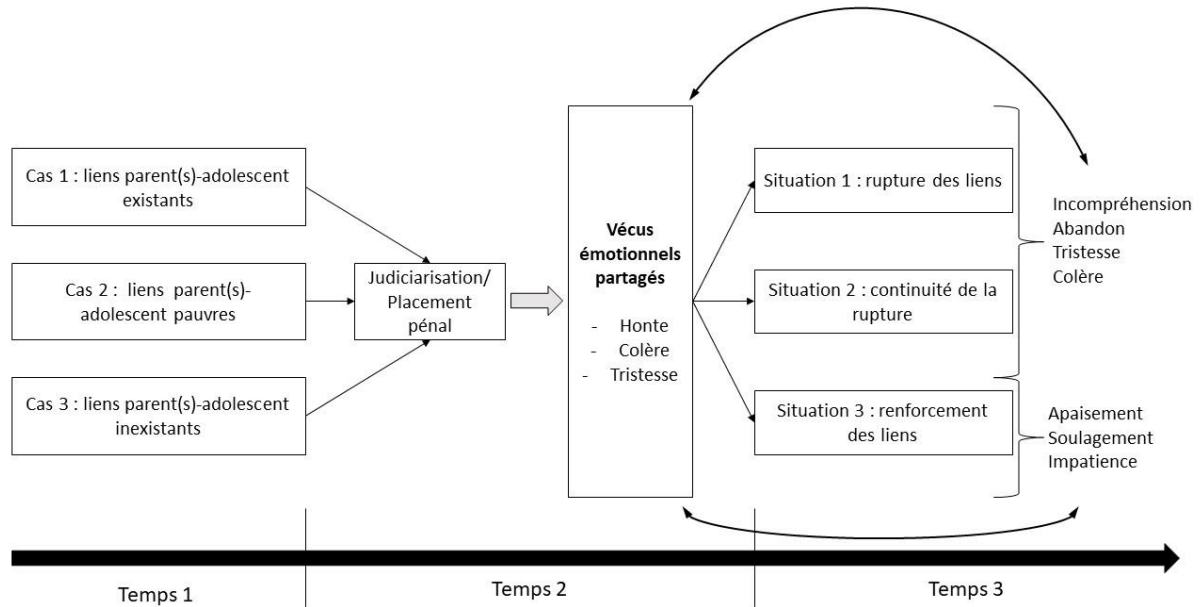 Cas 1 : liens parent(s)-adolescent
existants
Cas 2 : liens parent(s)-
adolescent pauvres
Cas 3 : liens parent(s)-adolescent
inexistants
Judiciarisation/
Placement
pénal
Vécus
émotionnels
partagés
- Honte
- Colère
- Tristesse
Situation 1 : rupture des liens
Situation 2 : continuité de la
rupture
Situation 3 : renforcement
des liens
Incompréhension
Abandon
Tristesse
Colère
Apaisement
Soulagement
Impatience
Temps 1
Temps 2
Temps 3